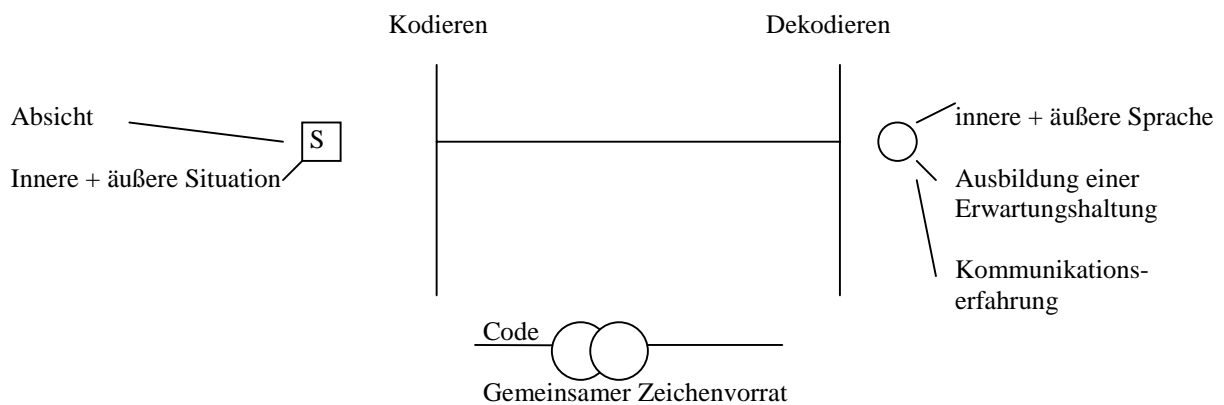 Kodieren
Dekodieren
Absicht
S
Innere + äußere Situation
innere + äußere Sprache
Ausbildung einer
Erwartungshaltung
Kommunikations-
erfahrung
Code
Gemeinsamer Zeichenvorrat